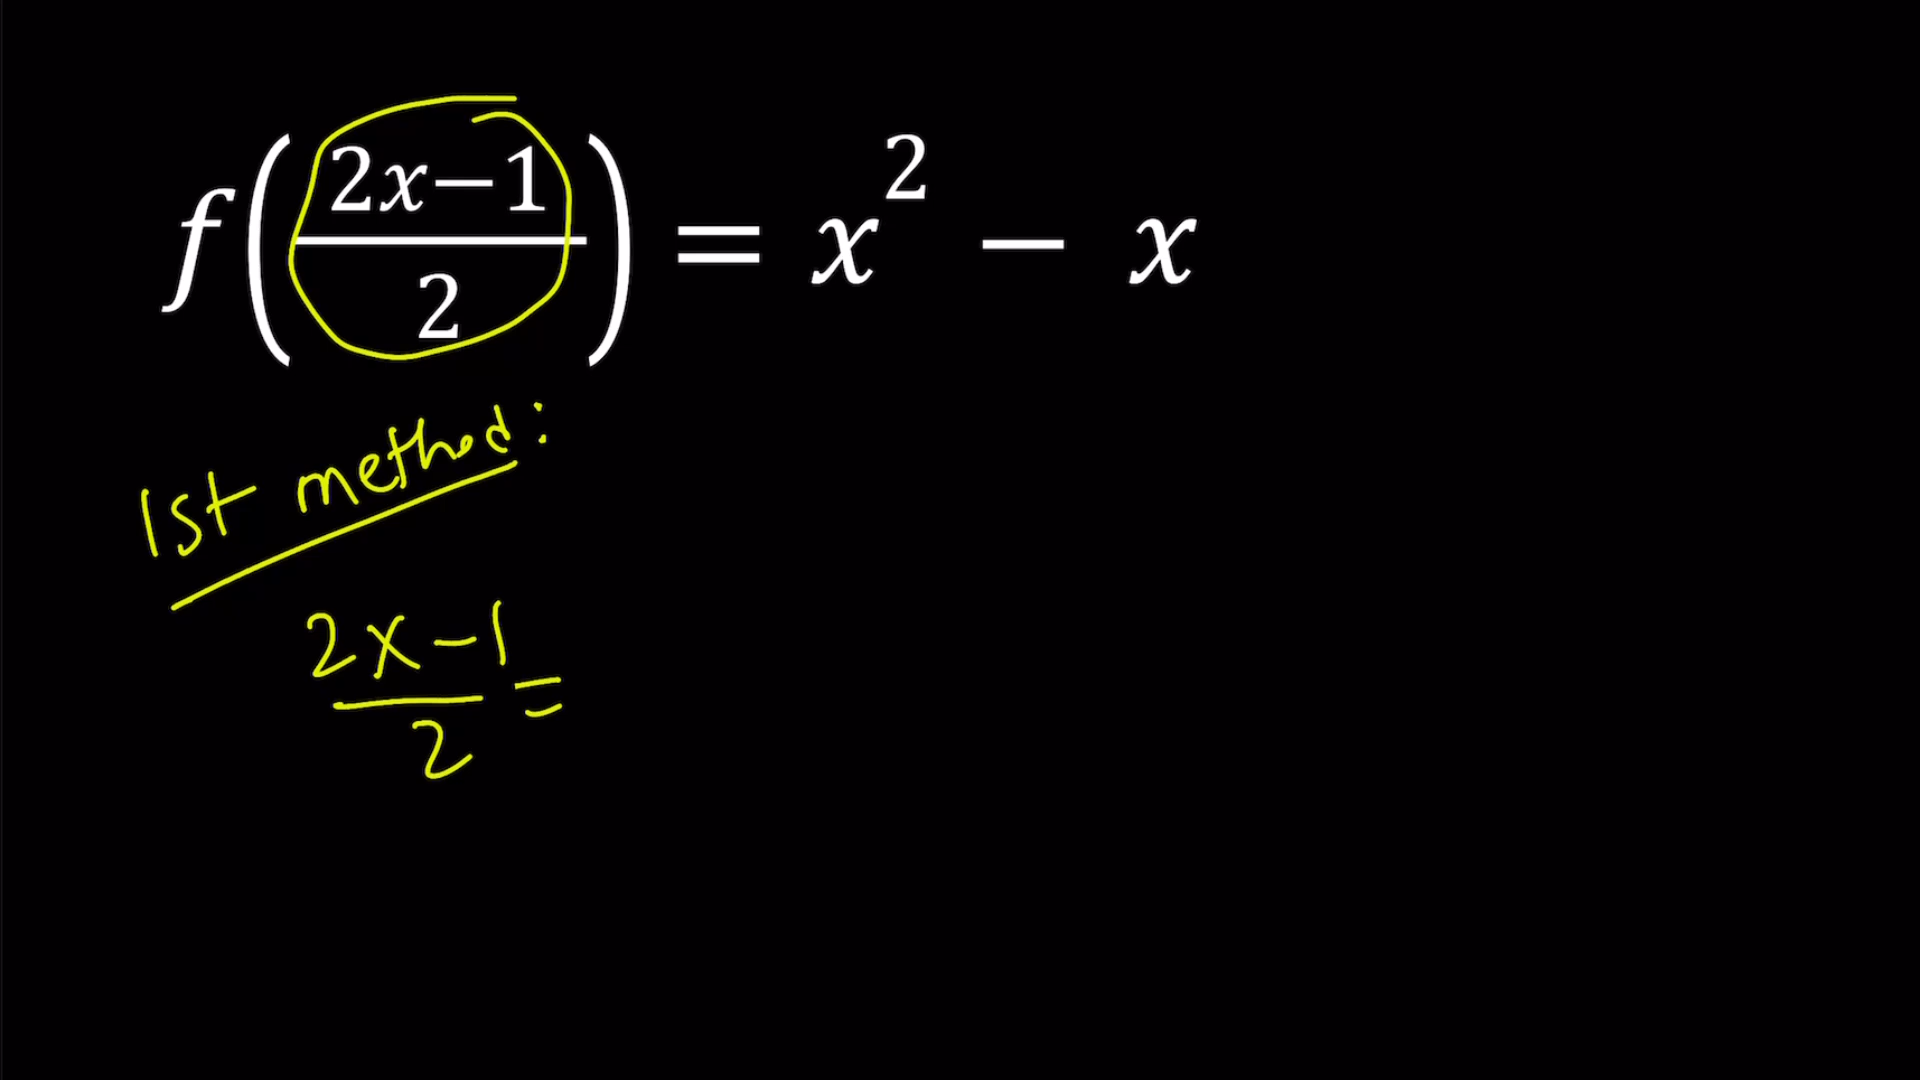 f(2x−1/2) = x² − x
1st method:
2x-1/2 =